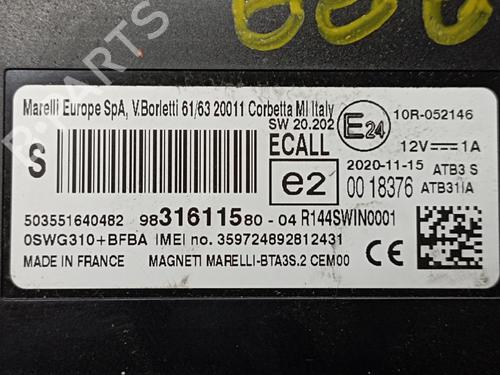 B-PARTS
Marelli Europe SpA, V.Borletti 61/63 20011 Corbetta MI Italy
SW 20.202
E24
10R-052146
S
ECALL
12V⎓1A
e2
2020-11-15 ATB3 S
00 18376 ATB31IA
503551640482 9831611580-04 R144SWIN0001
0SWG310+BFBA IMEI no. 359724892812431
MADE IN FRANCE MAGNETI MARELLI-BTA3S.2 CEM00